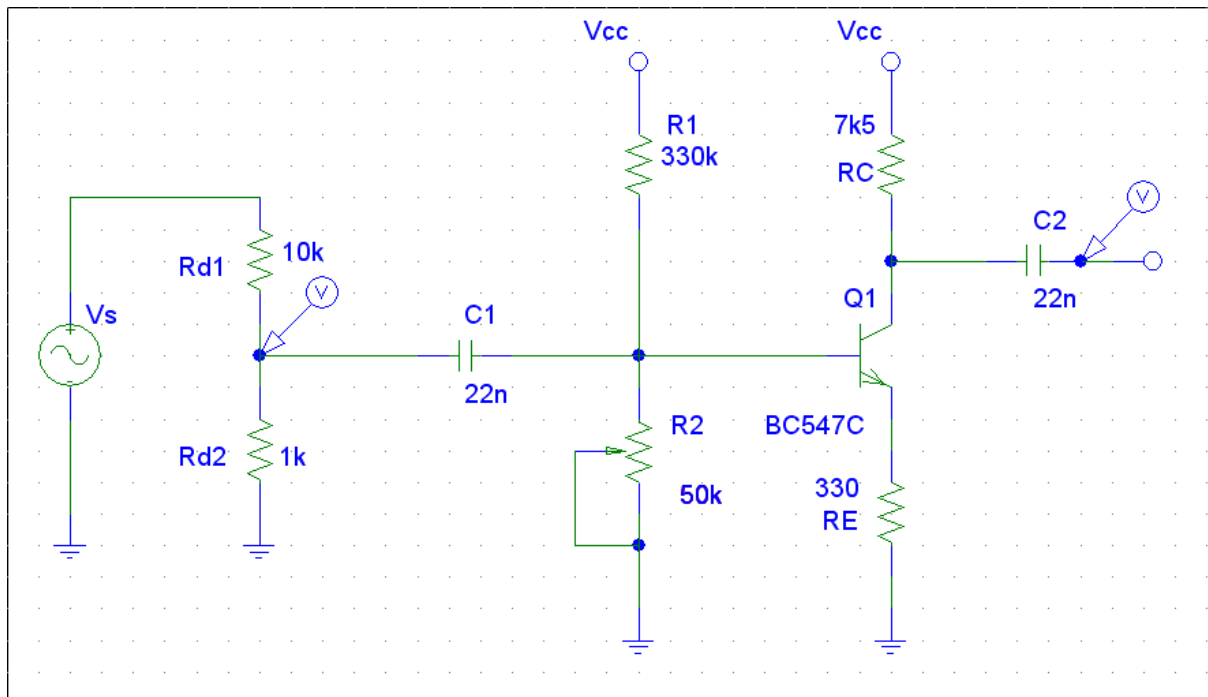 Vcc
Vcc
R1
330k
7k5
RC
Rd1
10k
V
V
C2
22n
Vs
C1
22n
Q1
Rd2
1k
R2
50k
BC547C
330
RE